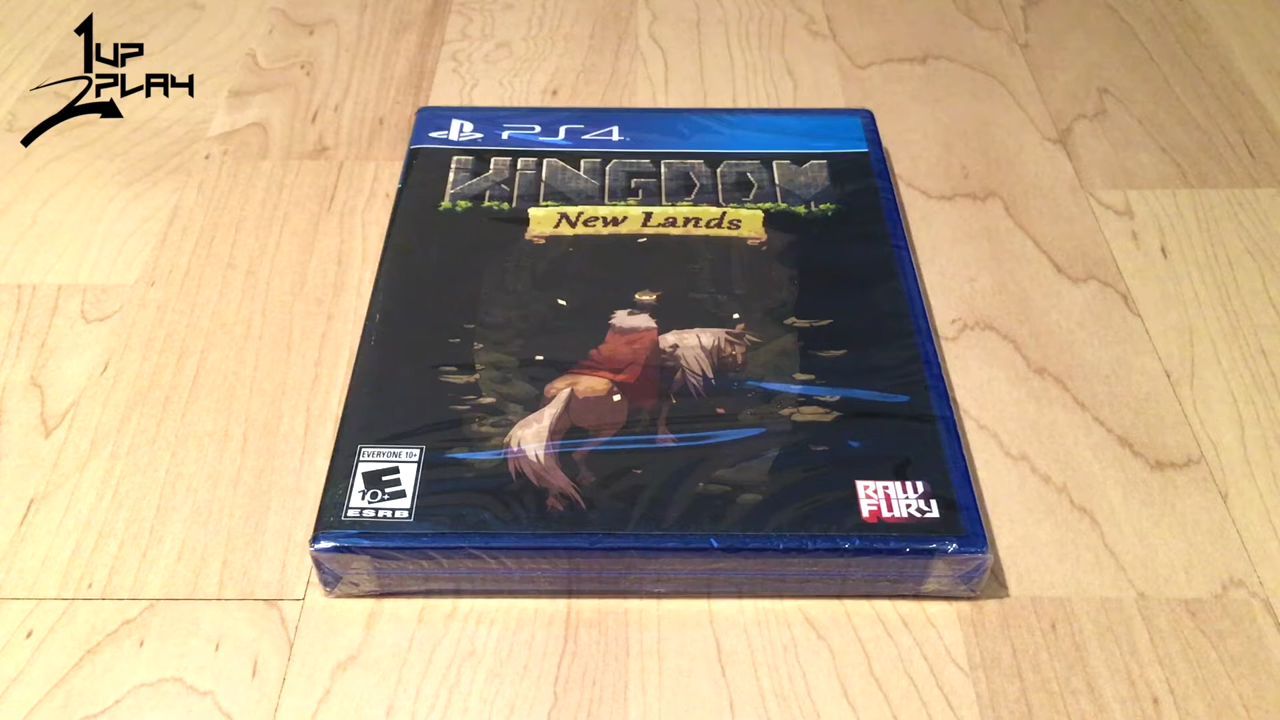 1UP
2PLAY
PS4
KINGDOM
New Lands
EVERYONE 10+
E
10+
ESRB
RAW
FURY